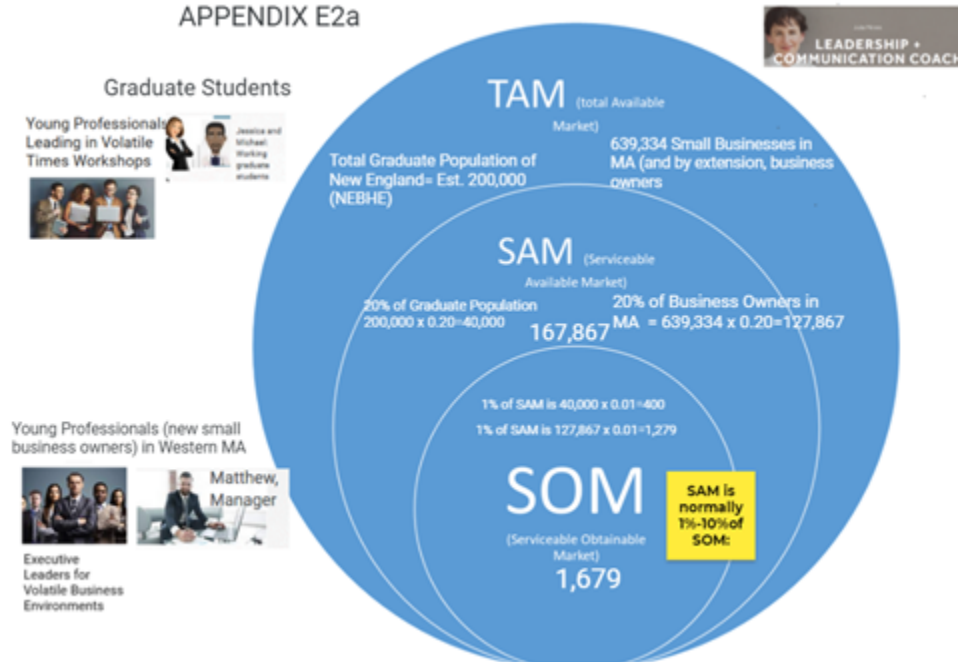 APPENDIX E2a
LEADERSHIP +
COMMUNICATION COACH
Graduate Students
Young Professionals
Leading in Volatile
Times Workshops
Jessica and
Michael:
Working
graduate
students
TAM (total Available
Market)
Total Graduate Population of
New England= Est. 200,000
(NEBHE)
639,334 Small Businesses in
MA (and by extension, business
owners
SAM (Serviceable
Available Market)
20% of Graduate Population
200,000 x 0.20=40,000
167,867
20% of Business Owners in
MA = 639,334 x 0.20=127,867
1% of SAM is 40,000 x 0.01=400
1% of SAM is 127,867 x 0.01=1,279
SOM
(Serviceable Obtainable
Market)
1,679
SAM is
normally
1%-10%of
SOM:
Young Professionals (new small
business owners) in Western MA
Matthew,
Manager
Executive
Leaders for
Volatile Business
Environments